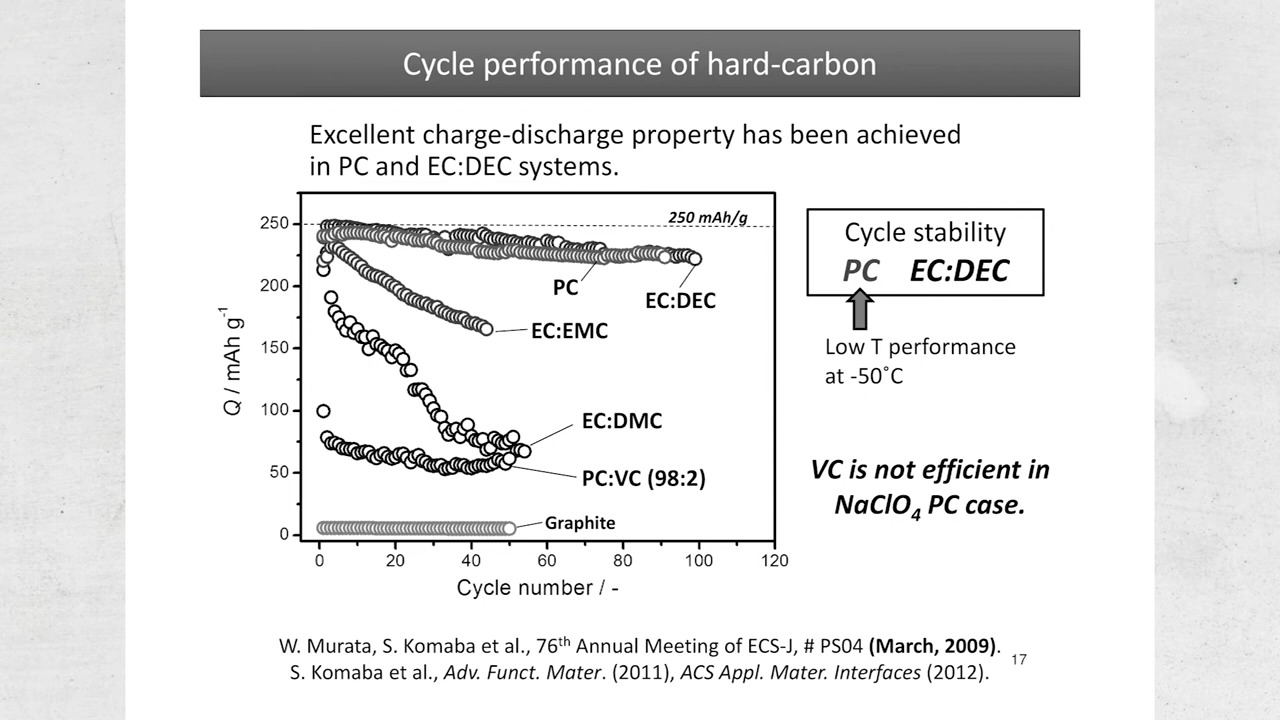 Cycle performance of hard-carbon
Excellent charge-discharge property has been achieved
in PC and EC:DEC systems.
250 mAh/g
Q / mAh g⁻¹
250
200
150
100
50
0
PC
EC:DEC
EC:EMC
EC:DMC
PC:VC (98:2)
Graphite
0 20 40 60 80 100 120
Cycle number / -
Cycle stability
PC EC:DEC
Low T performance
at -50˚C
VC is not efficient in
NaClO₄ PC case.
W. Murata, S. Komaba et al., 76ᵗʰ Annual Meeting of ECS-J, # PS04 (March, 2009).
S. Komaba et al., Adv. Funct. Mater. (2011), ACS Appl. Mater. Interfaces (2012).
17